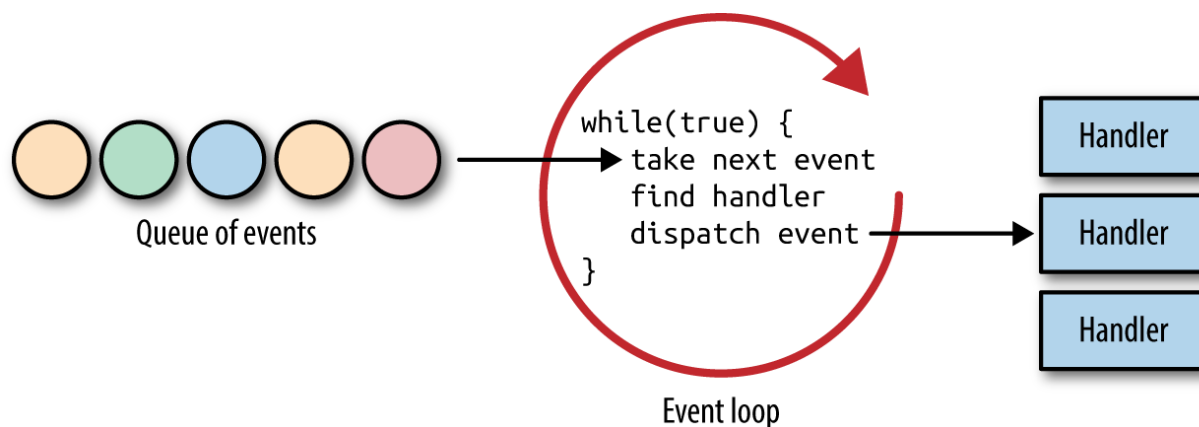 Queue of events
while(true) {
take next event
find handler
dispatch event
}
Event loop
Handler
Handler
Handler